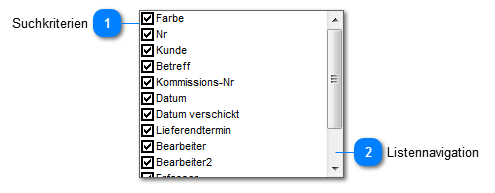 Suchkriterien 1
Farbe
Nr
Kunde
Betreff
Kommissions-Nr
Datum
Datum verschickt
Lieferendtermin
Bearbeiter
Bearbeiter2
2 Listennavigation